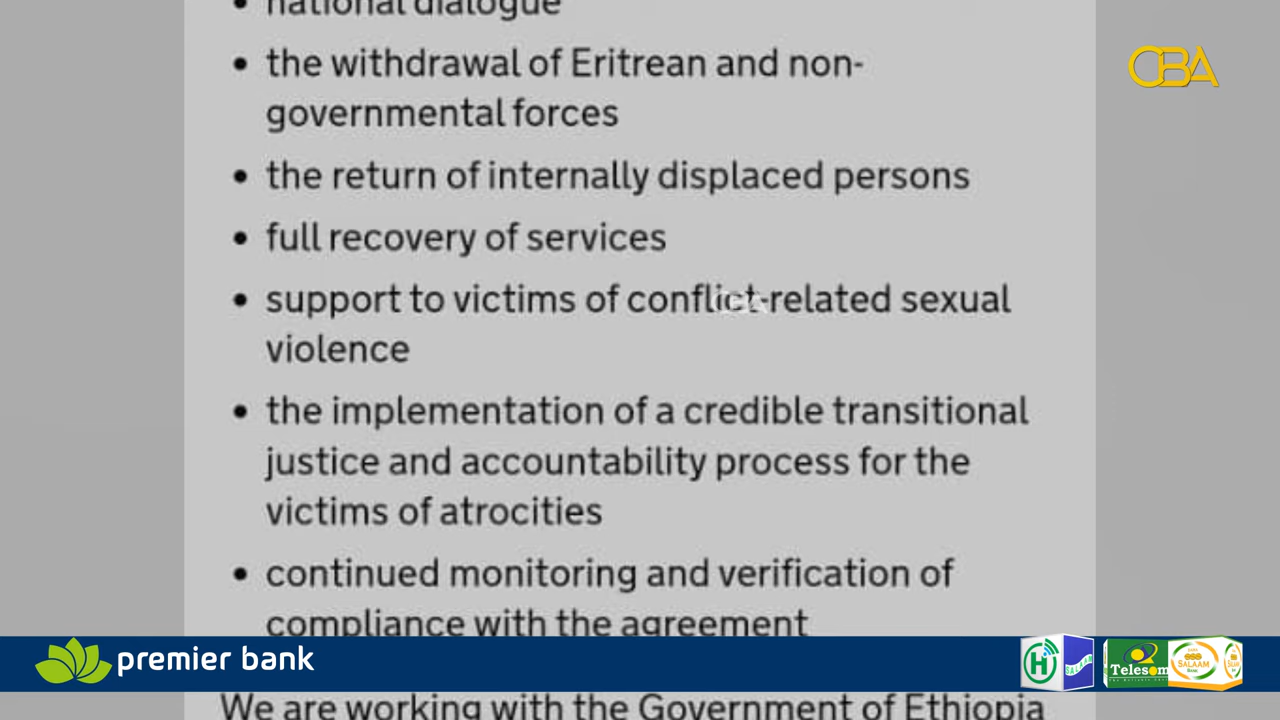 national dialogue
CBA
• the withdrawal of Eritrean and non-
governmental forces
• the return of internally displaced persons
• full recovery of services
• support to victims of conflict-related sexual
violence
• the implementation of a credible transitional
justice and accountability process for the
victims of atrocities
• continued monitoring and verification of
compliance with the agreement
premier bank
H
Telesom
SALAAM
We are working with the Government of Ethiopia